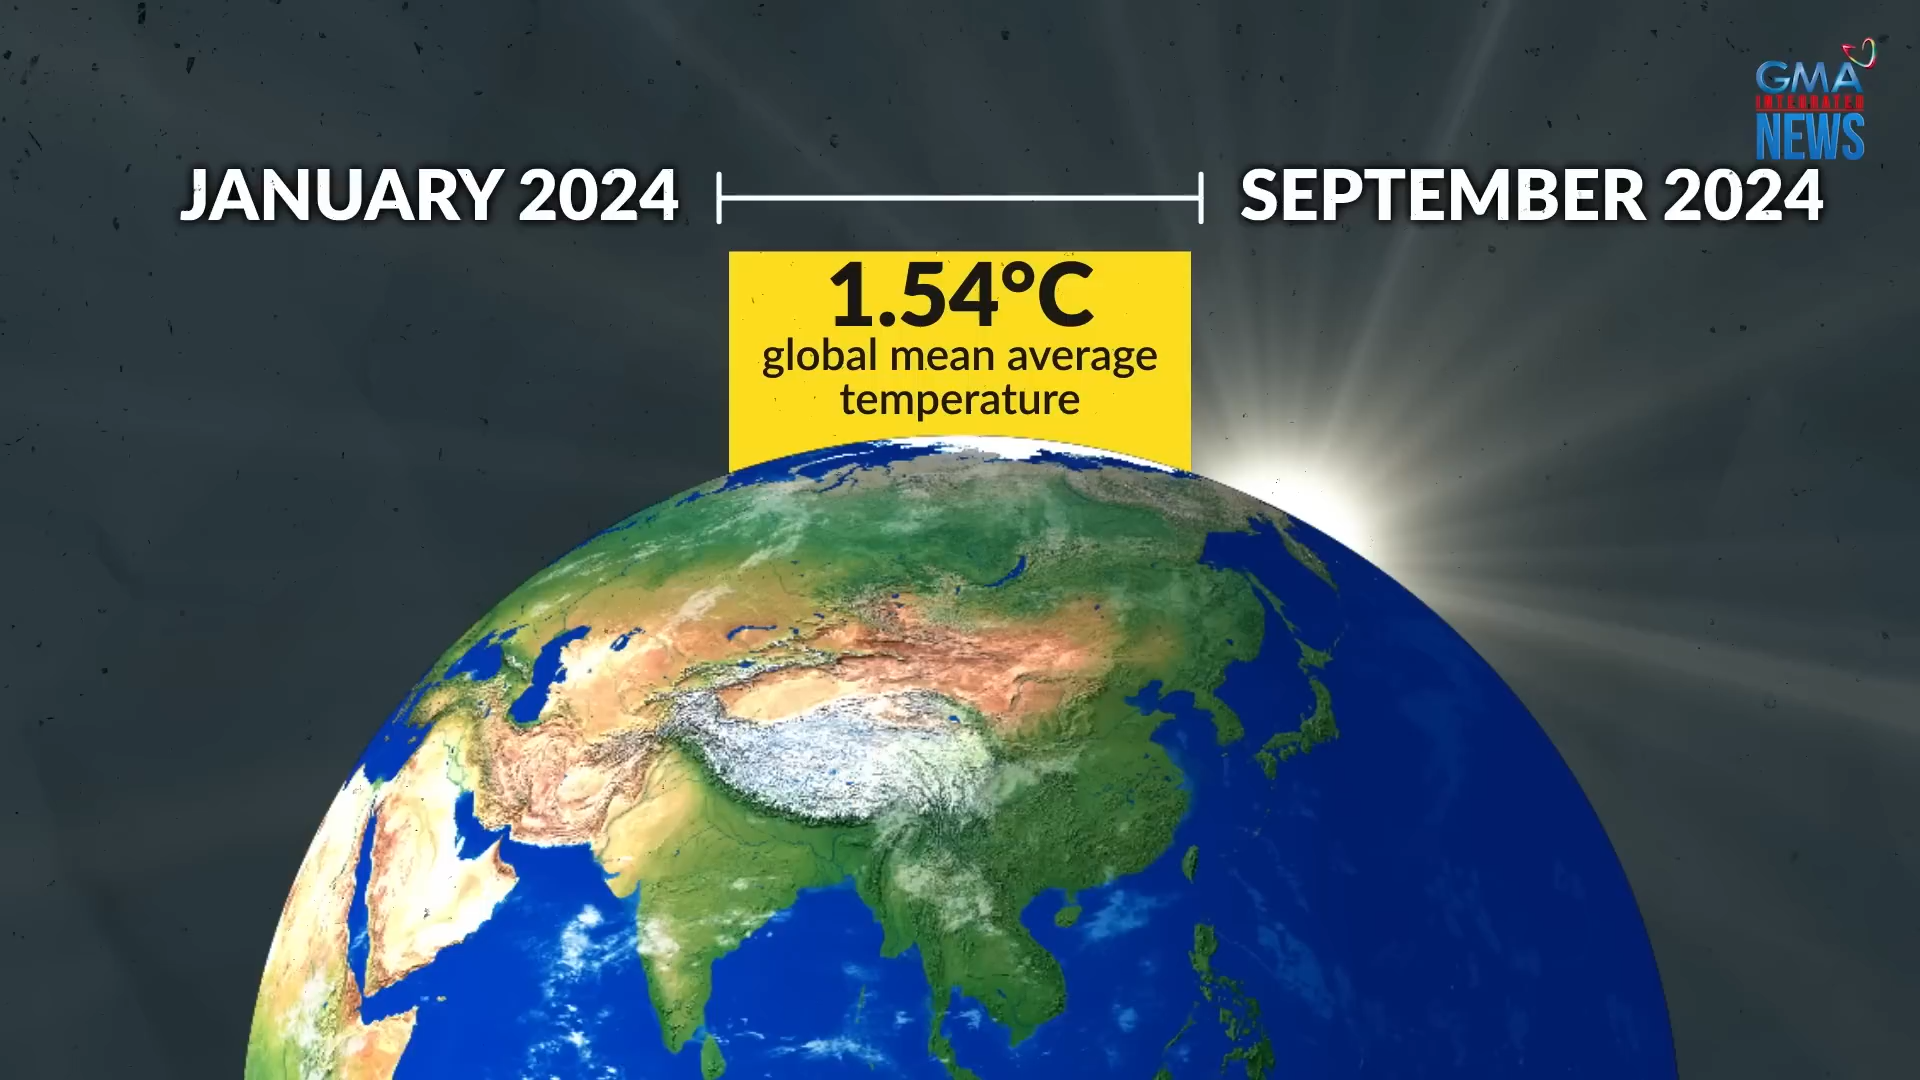 GMA
INTEGRATED
NEWS
JANUARY 2024
SEPTEMBER 2024
1.54°C
global mean average
temperature